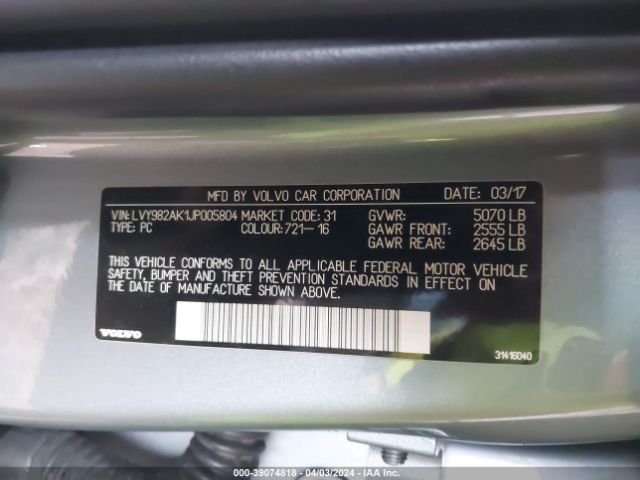 MFD BY VOLVO CAR CORPORATION DATE: 03/17
VIN: LVY982AK1JP005804 MARKET CODE: 31 GVWR: 5070 LB
TYPE: PC COLOUR: 721-16 GAWR FRONT: 2555 LB
GAWR REAR: 2645 LB
THIS VEHICLE CONFORMS TO ALL APPLICABLE FEDERAL MOTOR VEHICLE
SAFETY, BUMPER AND THEFT PREVENTION STANDARDS IN EFFECT ON
THE DATE OF MANUFACTURE SHOWN ABOVE.
VOLVO 31416040
000-39074818 - 04/03/2024 - IAA Inc.